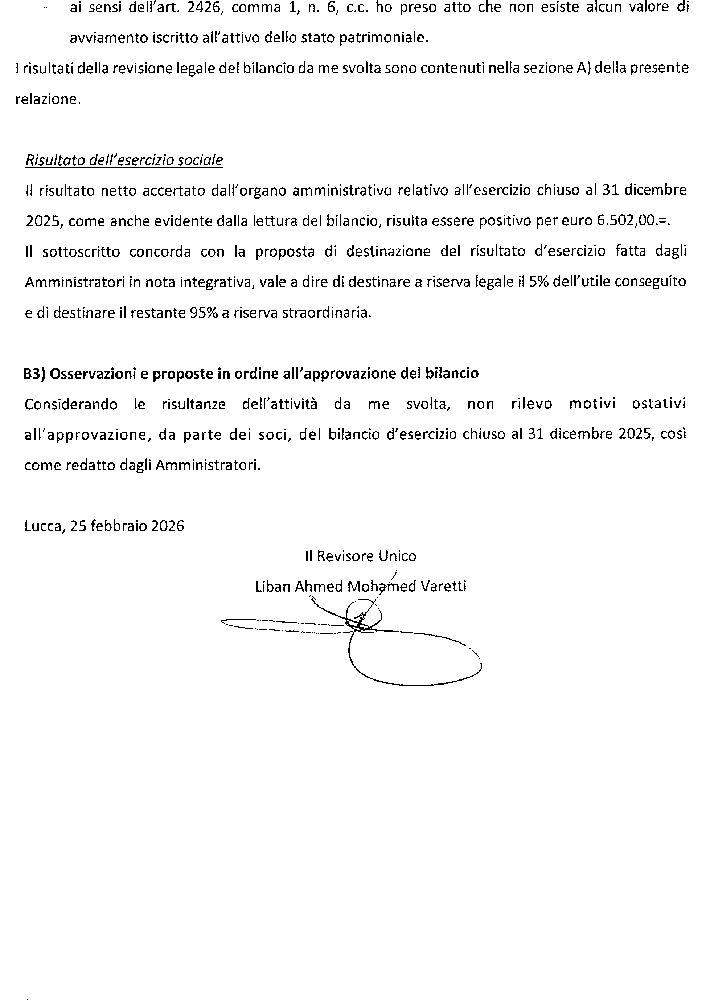 – ai sensi dell'art. 2426, comma 1, n. 6, c.c. ho preso atto che non esiste alcun valore di
avviamento iscritto all'attivo dello stato patrimoniale.
I risultati della revisione legale del bilancio da me svolta sono contenuti nella sezione A) della presente
relazione.
Risultato dell'esercizio sociale
Il risultato netto accertato dall'organo amministrativo relativo all'esercizio chiuso al 31 dicembre
2025, come anche evidente dalla lettura del bilancio, risulta essere positivo per euro 6.502,00.=.
Il sottoscritto concorda con la proposta di destinazione del risultato d'esercizio fatta dagli
Amministratori in nota integrativa, vale a dire di destinare a riserva legale il 5% dell'utile conseguito
e di destinare il restante 95% a riserva straordinaria.
B3) Osservazioni e proposte in ordine all'approvazione del bilancio
Considerando le risultanze dell'attività da me svolta, non rilevo motivi ostativi
all'approvazione, da parte dei soci, del bilancio d'esercizio chiuso al 31 dicembre 2025, così
come redatto dagli Amministratori.
Lucca, 25 febbraio 2026
Il Revisore Unico
Liban Ahmed Mohamed Varetti